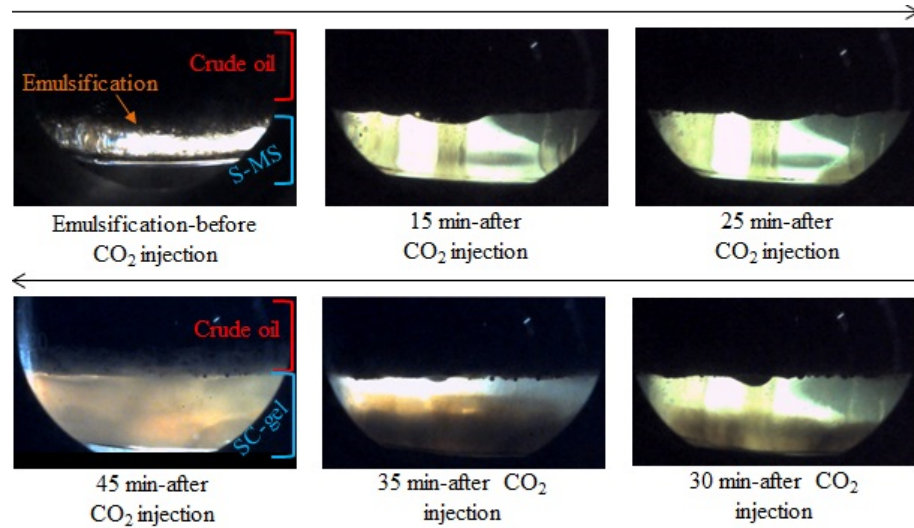 Crude oil
Emulsification
S-MS
Emulsification-before
CO₂ injection
15 min-after
CO₂ injection
25 min-after
CO₂ injection
Crude oil
SC-gel
45 min-after
CO₂ injection
35 min-after CO₂
injection
30 min-after CO₂
injection